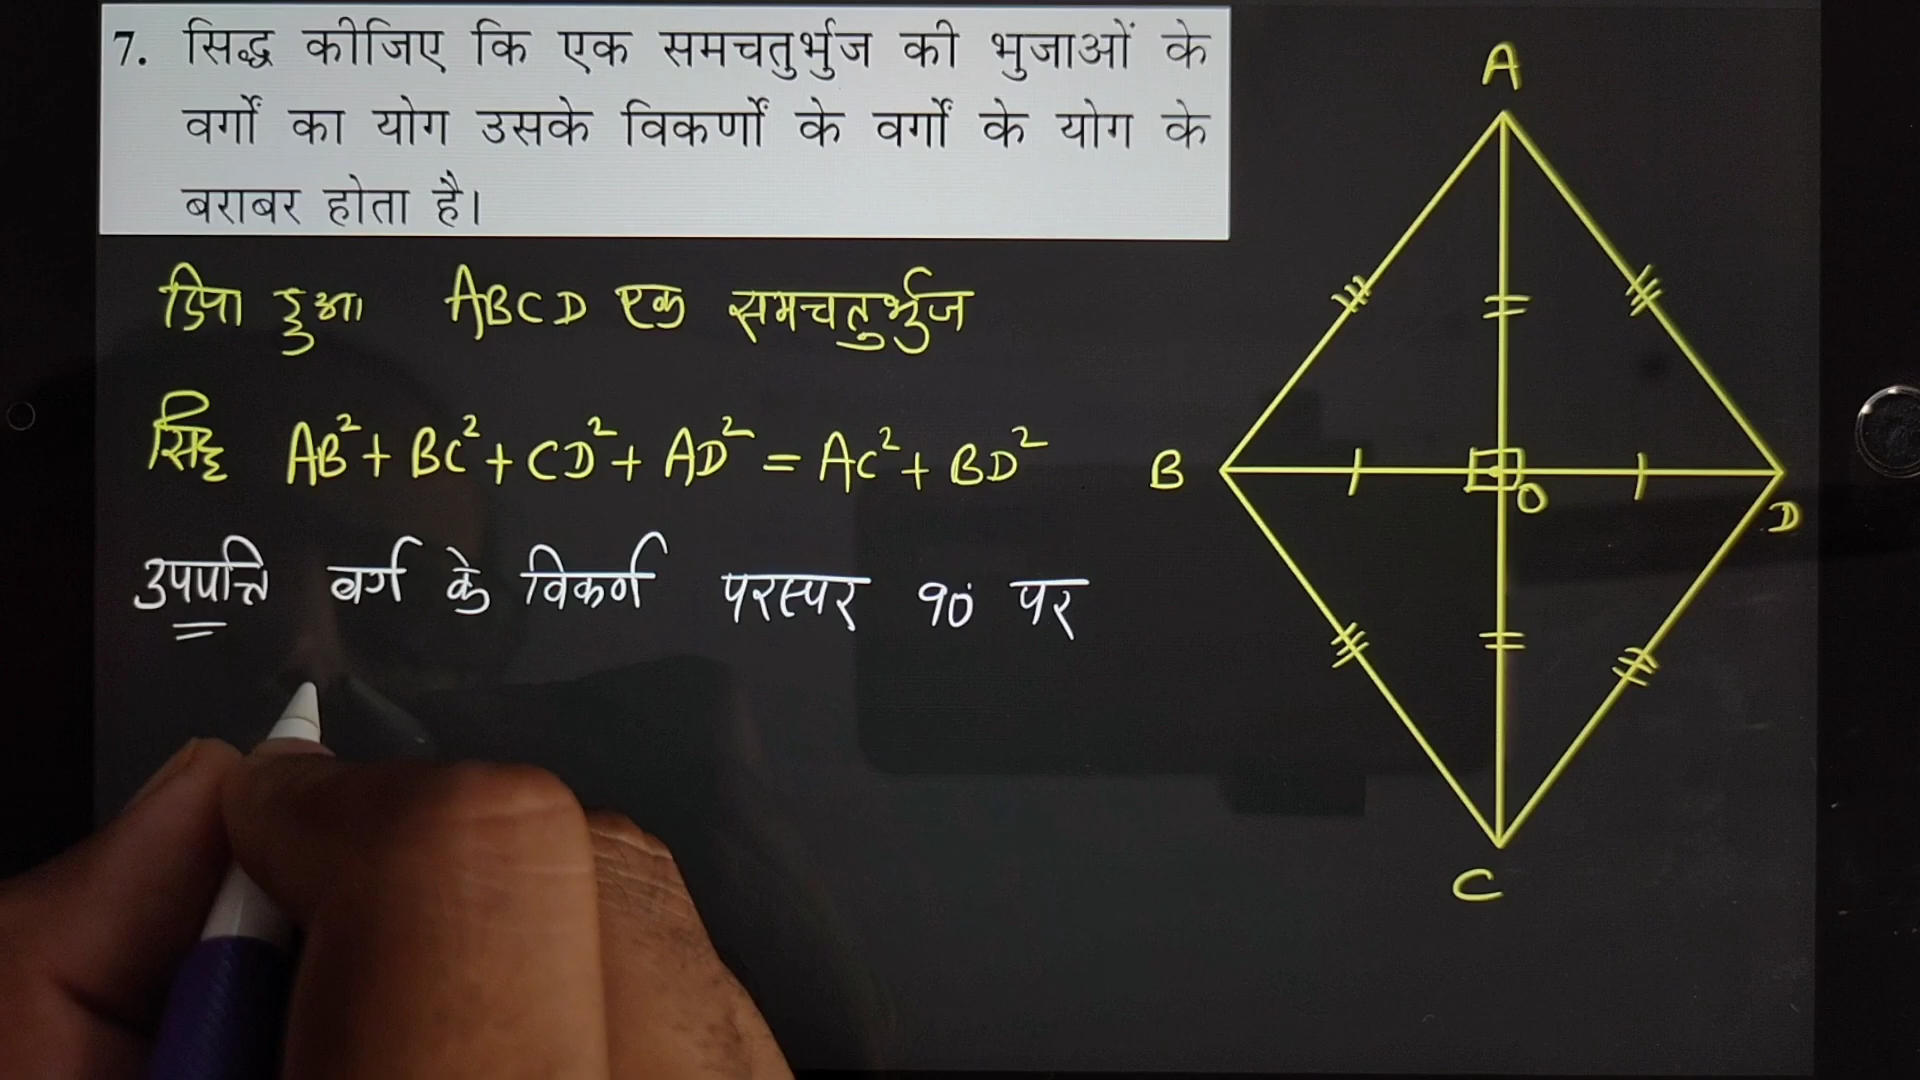 7. सिद्ध कीजिए कि एक समचतुर्भुज की भुजाओं के
वर्गों का योग उसके विकर्णों के वर्गों के योग के
बराबर होता है।
दिया हुआ ABCD एक समचतुर्भुज
सिद्ध AB²+ BC²+ CD²+ AD² = AC²+ BD²
उपपत्ति वर्ग के विकर्ण परस्पर 90° पर
A
B
O
D
C